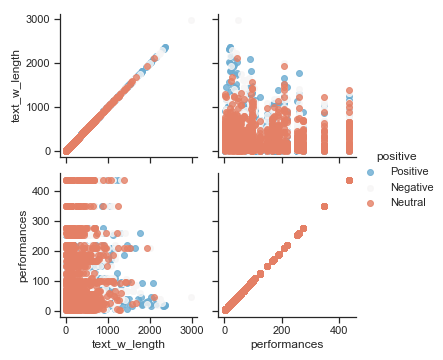 3000
2000
1000
0
text_w_length
positive
Positive
Negative
Neutral
400
300
200
100
0
performances
0 1000 2000 3000
text_w_length
0 200 400
performances